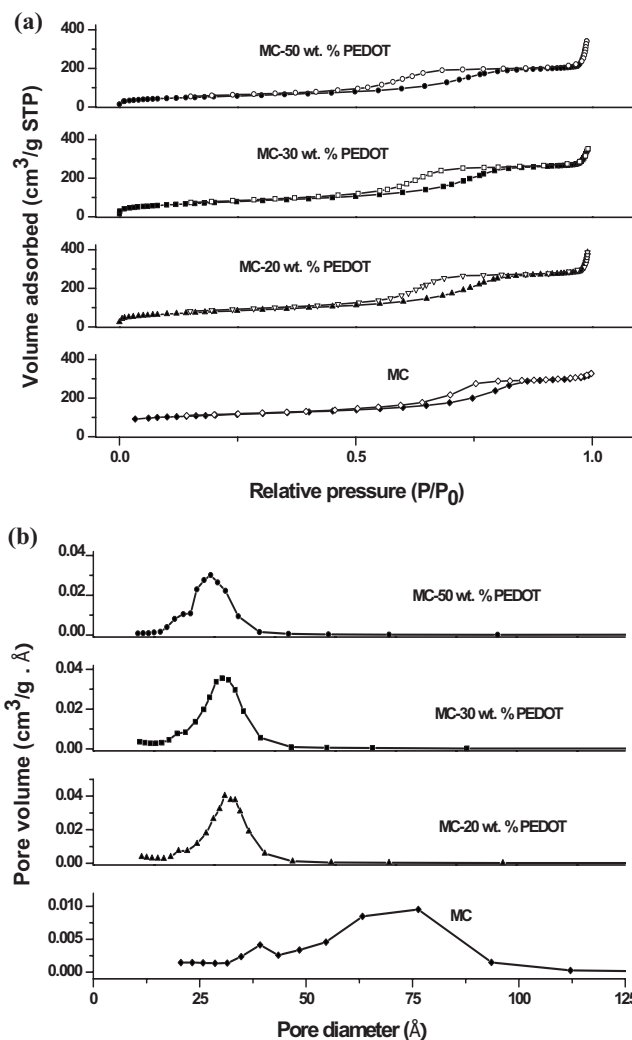 (a)
400
200
0
MC-50 wt. % PEDOT
400
200
0
MC-30 wt. % PEDOT
400
200
0
MC-20 wt. % PEDOT
400
200
0
MC
Volume adsorbed (cm³/g STP)
0.0 0.5 1.0
Relative pressure (P/P₀)
(b)
0.04
0.02
0.00
MC-50 wt. % PEDOT
0.04
0.02
0.00
MC-30 wt. % PEDOT
0.04
0.02
0.00
MC-20 wt. % PEDOT
0.010
0.005
0.000
MC
Pore volume (cm³/g . Å)
0 25 50 75 100 125
Pore diameter (Å)